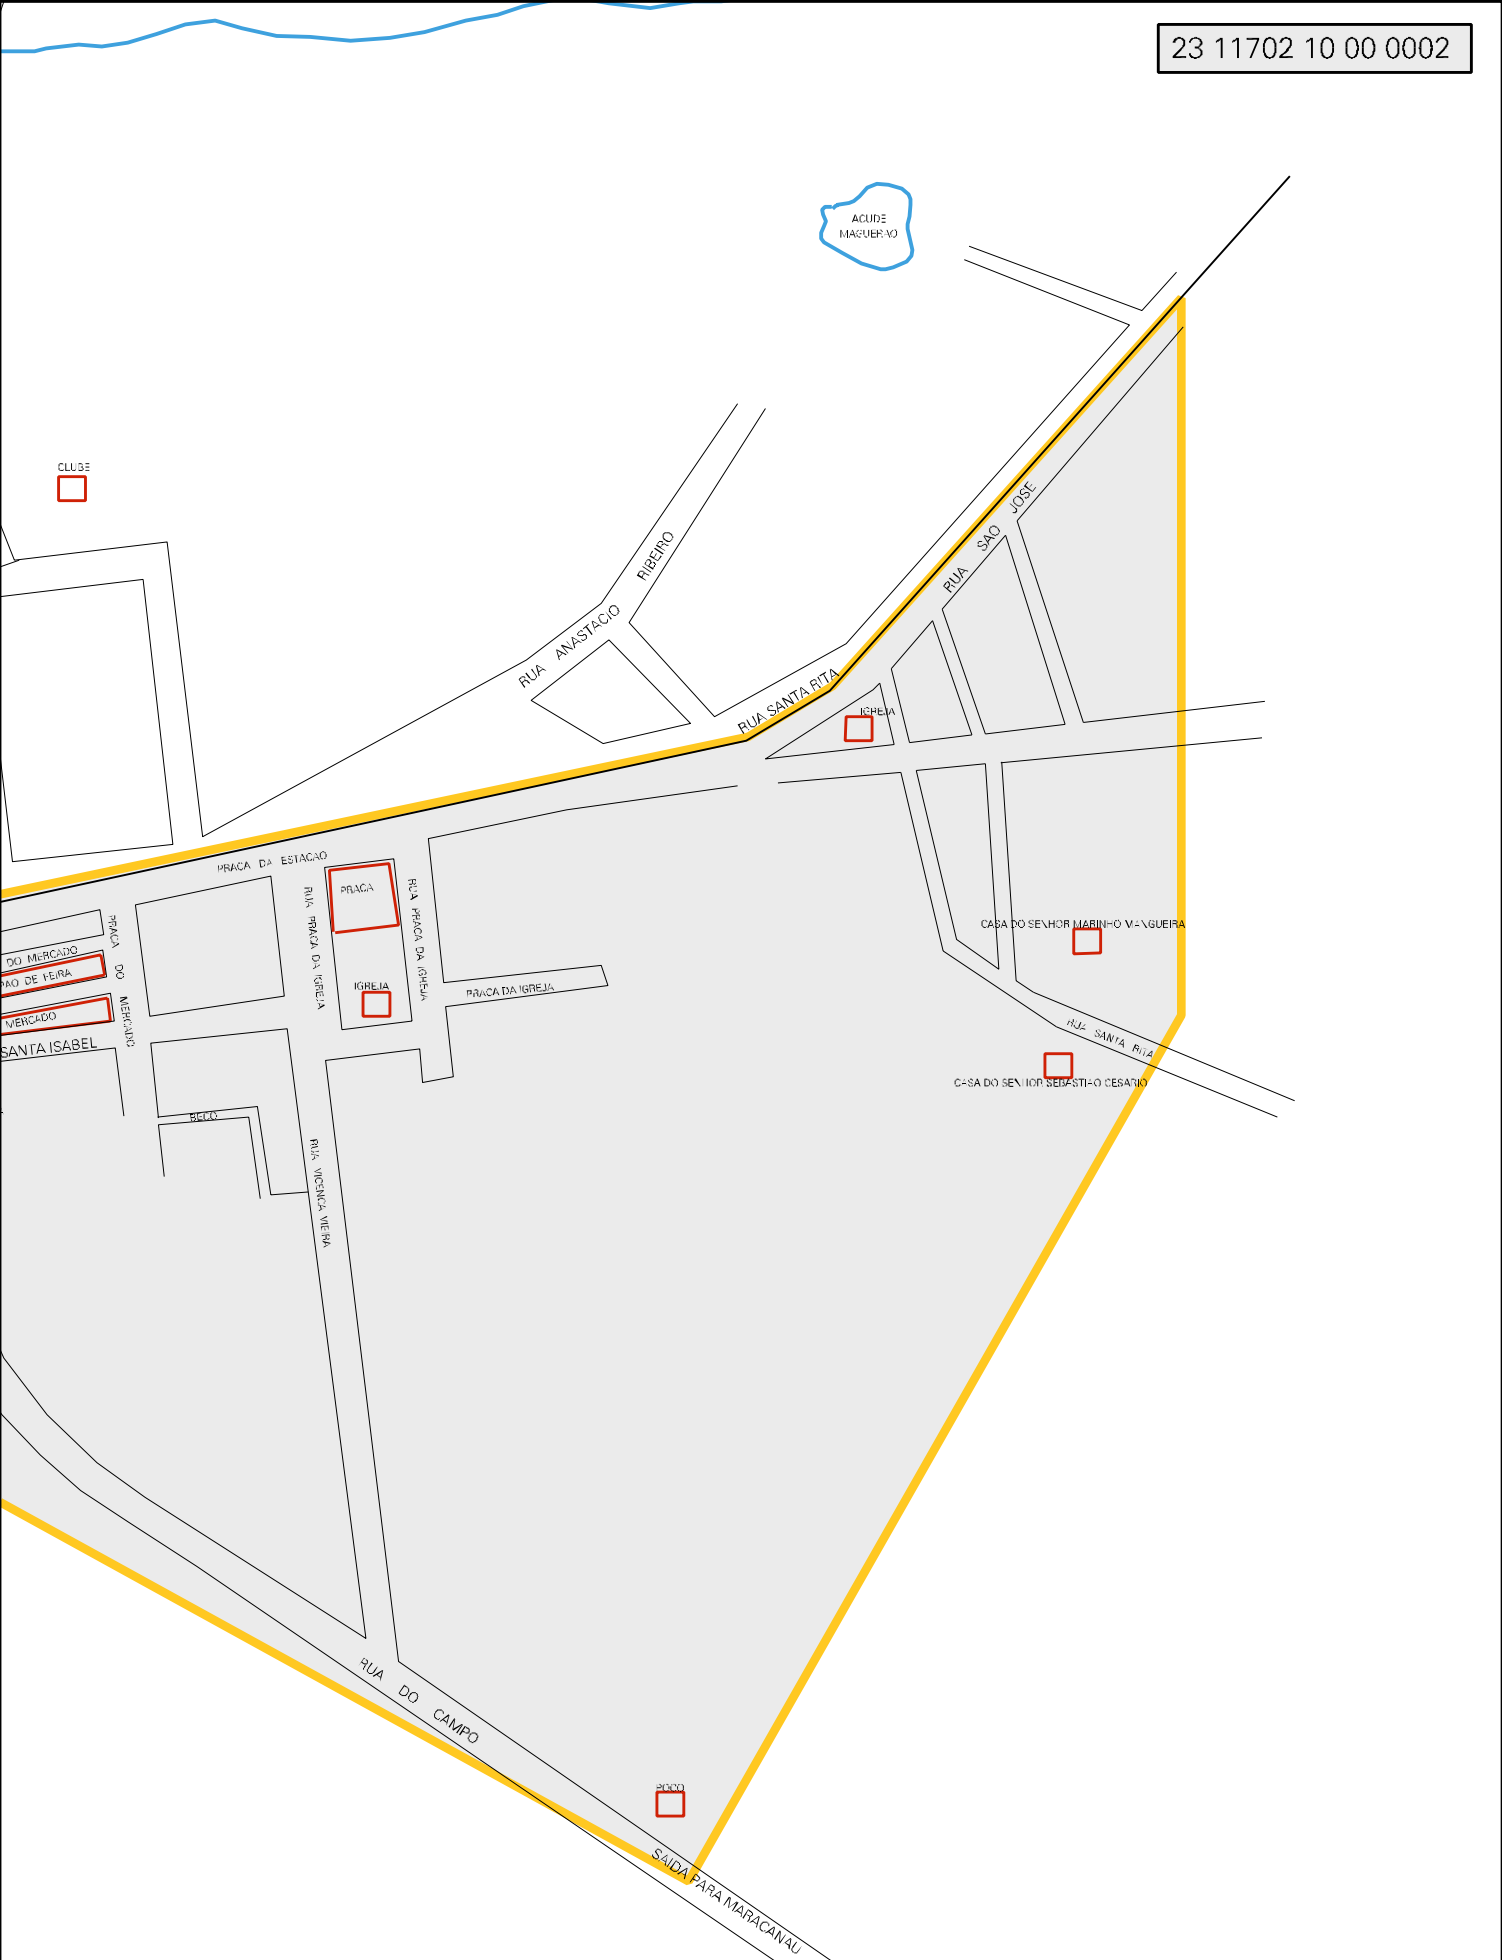 23 11702 10 00 0002
ACUDE
MAGUERAO
CLUBE
RUA SAO JOSE
RUA ANASTACIO RIBEIRO
RUA SANTA RITA
IGREJA
PRACA DA ESTACAO
PRACA
RUA PRACA DA IGREJA
RUA PRACA DA IGREJA
PRACA DO MERCADO
DO MERCADO
PAO DE FEIRA
MERCADO
SANTA ISABEL
IGREJA
PRACA DA IGREJA
CASA DO SENHOR MARINHO MANGUEIRA
RUA SANTA RITA
CASA DO SENHOR SEBASTIAO CESARIO
BECO
RUA VICENCA VIEIRA
RUA DO CAMPO
POCO
SAIDA PARA MARACANAU